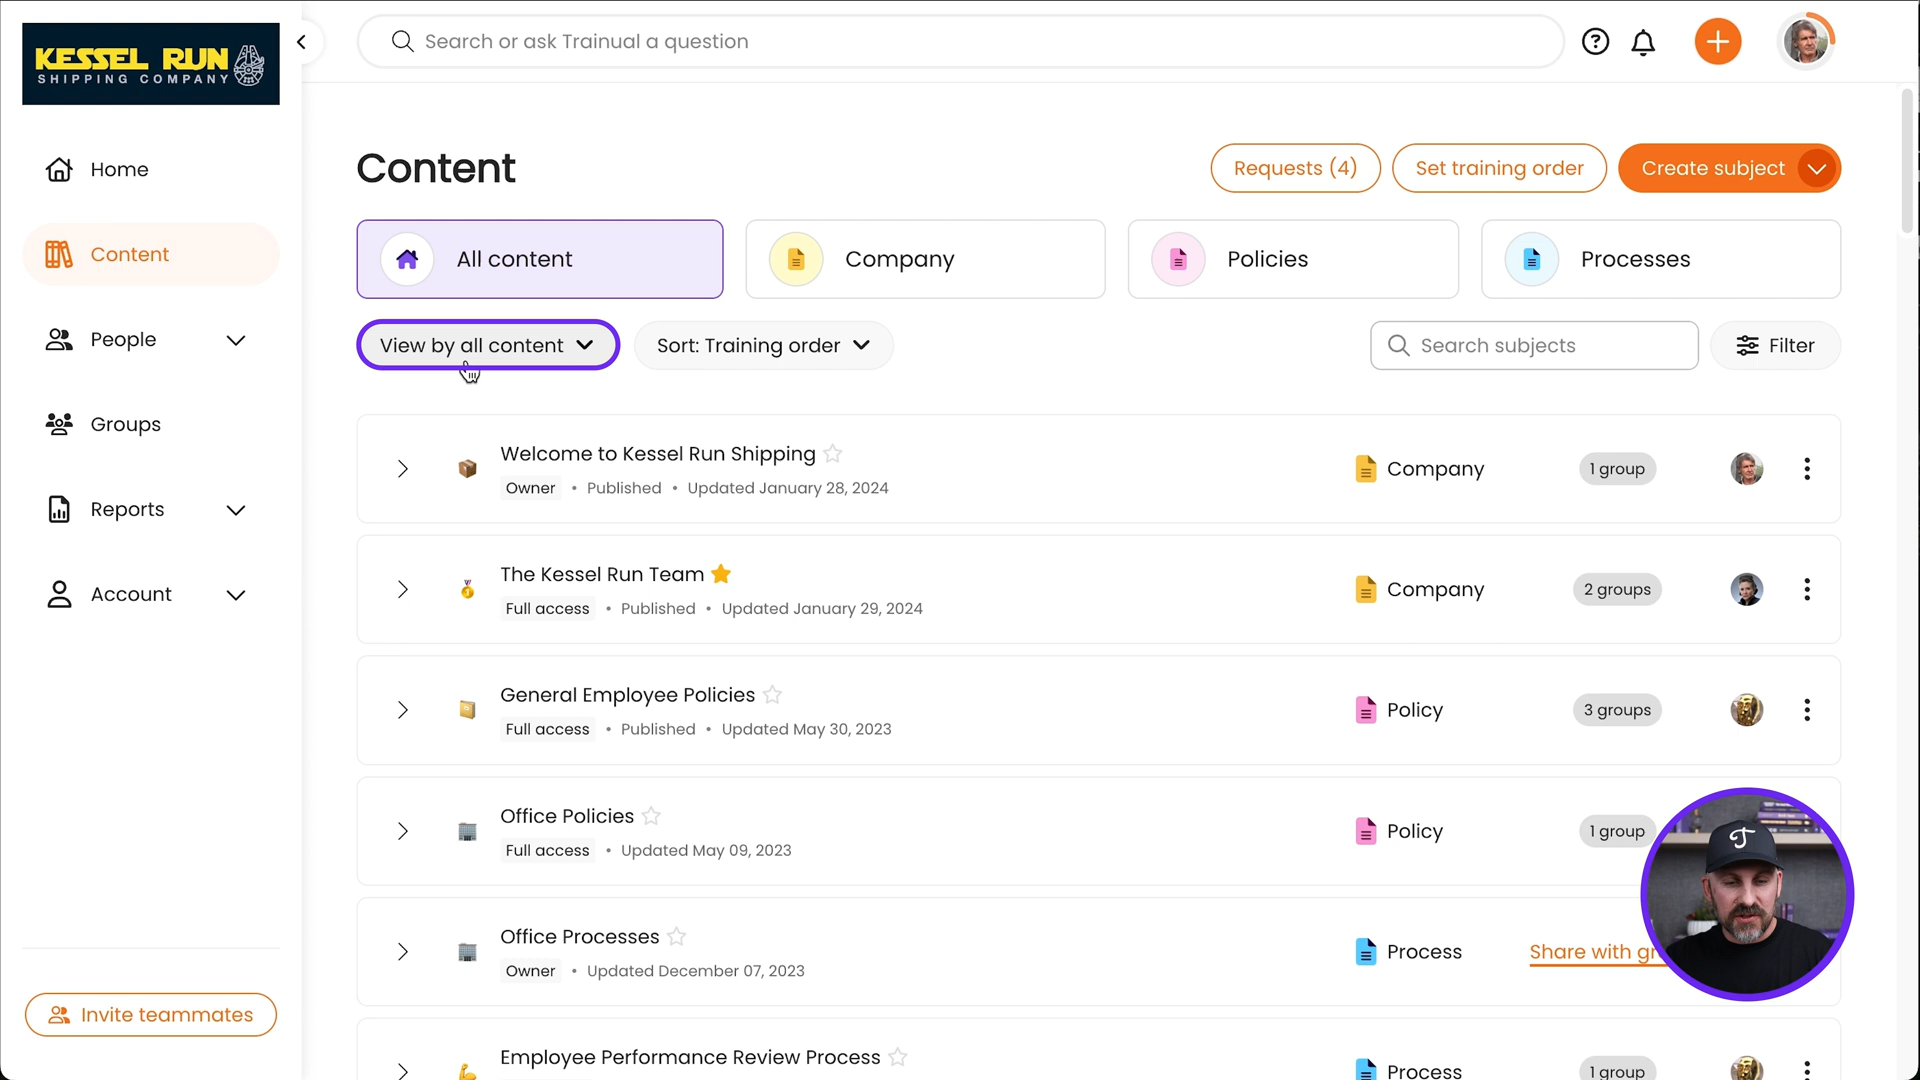 KESSEL RUN
SHIPPING COMPANY
Search or ask Trainual a question
Home
Content
People
Groups
Reports
Account
Invite teammates
Content
Requests (4)
Set training order
Create subject
All content
Company
Policies
Processes
View by all content
Sort: Training order
Search subjects
Filter
Welcome to Kessel Run Shipping
Owner • Published • Updated January 28, 2024
Company
1 group
The Kessel Run Team
Full access • Published • Updated January 29, 2024
Company
2 groups
General Employee Policies
Full access • Published • Updated May 30, 2023
Policy
3 groups
Office Policies
Full access • Updated May 09, 2023
Policy
1 group
Office Processes
Owner • Updated December 07, 2023
Process
Share with gr
Employee Performance Review Process
Process
1 group